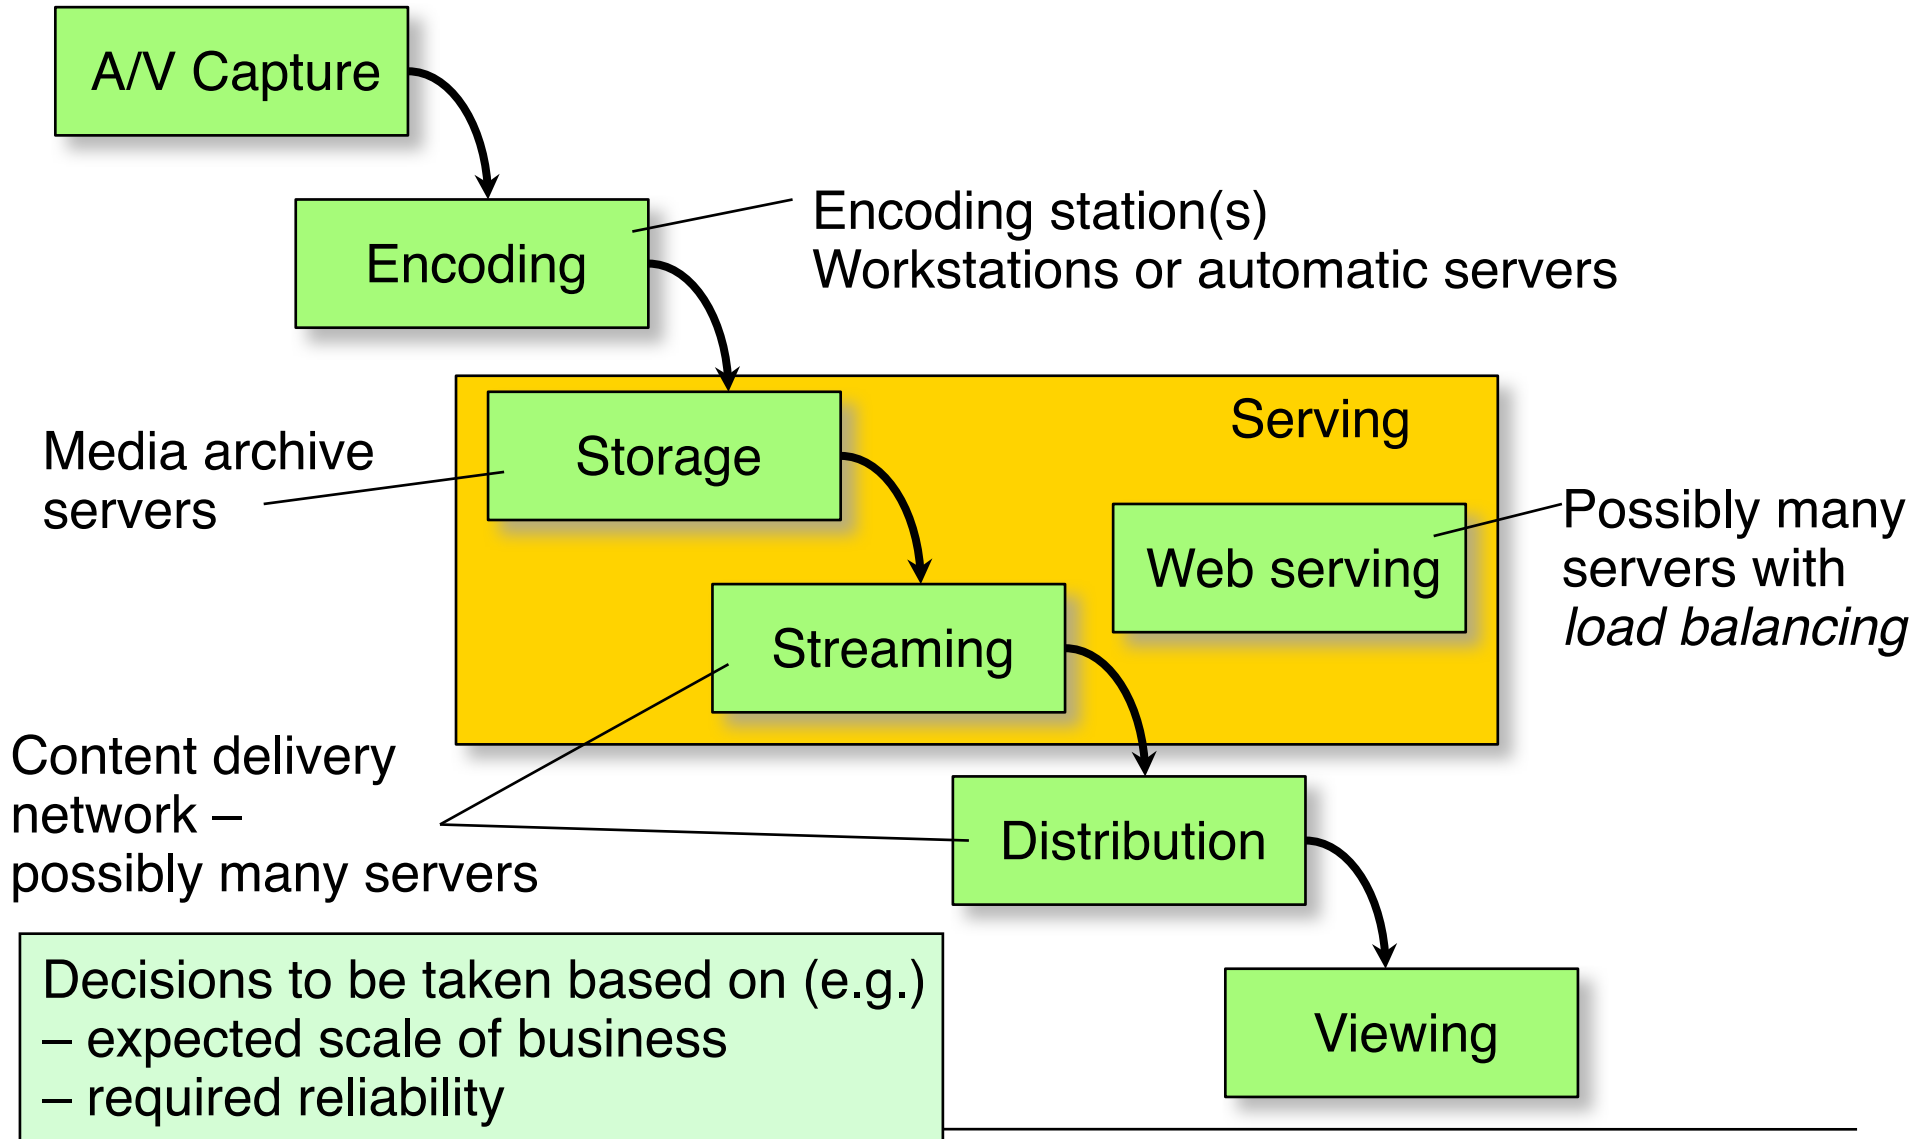 A/V Capture
Encoding
Encoding station(s)
Workstations or automatic servers
Serving
Storage
Media archive
servers
Web serving
Possibly many
servers with
load balancing
Streaming
Content delivery
network –
possibly many servers
Distribution
Decisions to be taken based on (e.g.)
– expected scale of business
– required reliability
Viewing